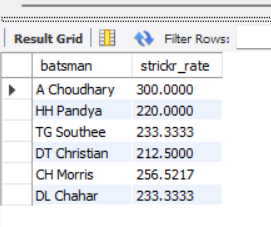 Result Grid Filter Rows:
batsman strickr_rate
A Choudhary 300.0000
HH Pandya 220.0000
TG Southee 233.3333
DT Christian 212.5000
CH Morris 256.5217
DL Chahar 233.3333